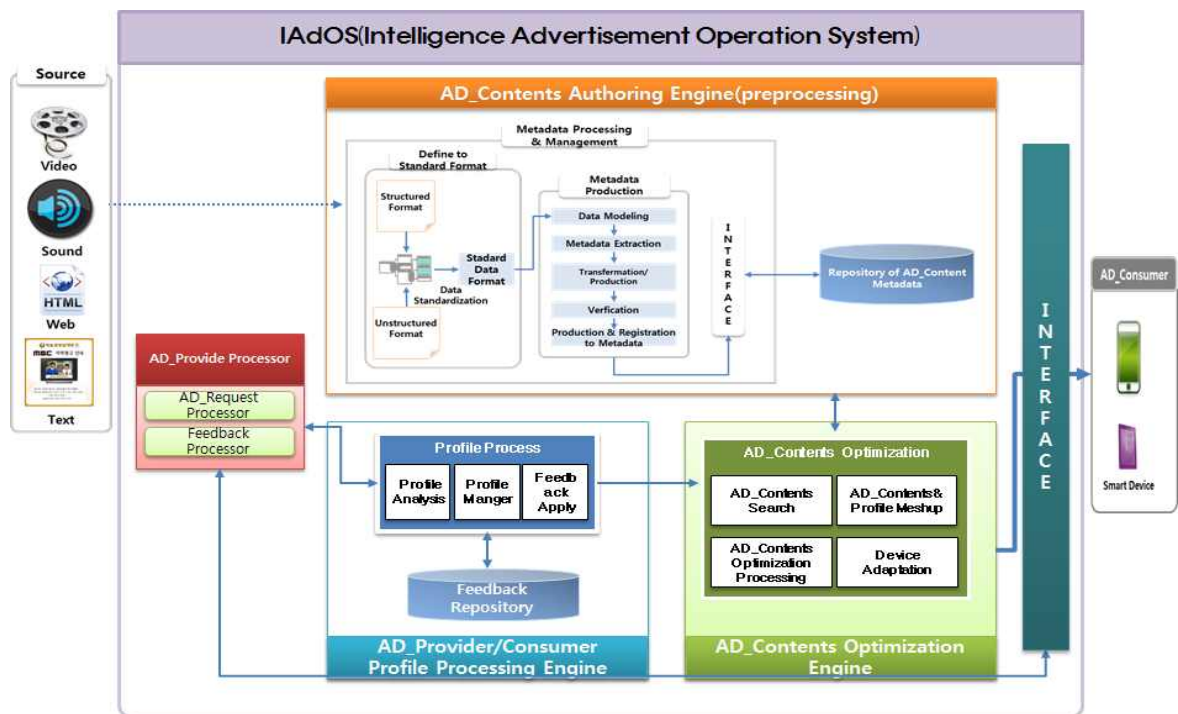 IAdOS(Intelligence Advertisement Operation System)
Source
Video
Sound
HTML
Web
MBC
Text
AD_Contents Authoring Engine(preprocessing)
Metadata Processing
& Management
Define to
Standard Format
Structured
Format
Stadard
Data
Format
Data
Standardization
Unstructured
Format
Metadata
Production
Data Modeling
Metadata Extraction
Transfermation/
Production
Verfication
Production & Registration
to Metadata
INTERFACE
Repository of AD_Content
Metadata
AD_Provide Processor
AD_Request
Processor
Feedback
Processor
Profile Process
Profile
Analysis
Profile
Manger
Feedb
ack
Apply
Feedback
Repository
AD_Provider/Consumer
Profile Processing Engine
AD_Contents Optimization
AD_Contents
Search
AD_Contents&
Profile Meshup
AD_Contents
Optimization
Processing
Device
Adaptation
AD_Contents Optimization
Engine
INTERFACE
AD_Consumer
Smart Device